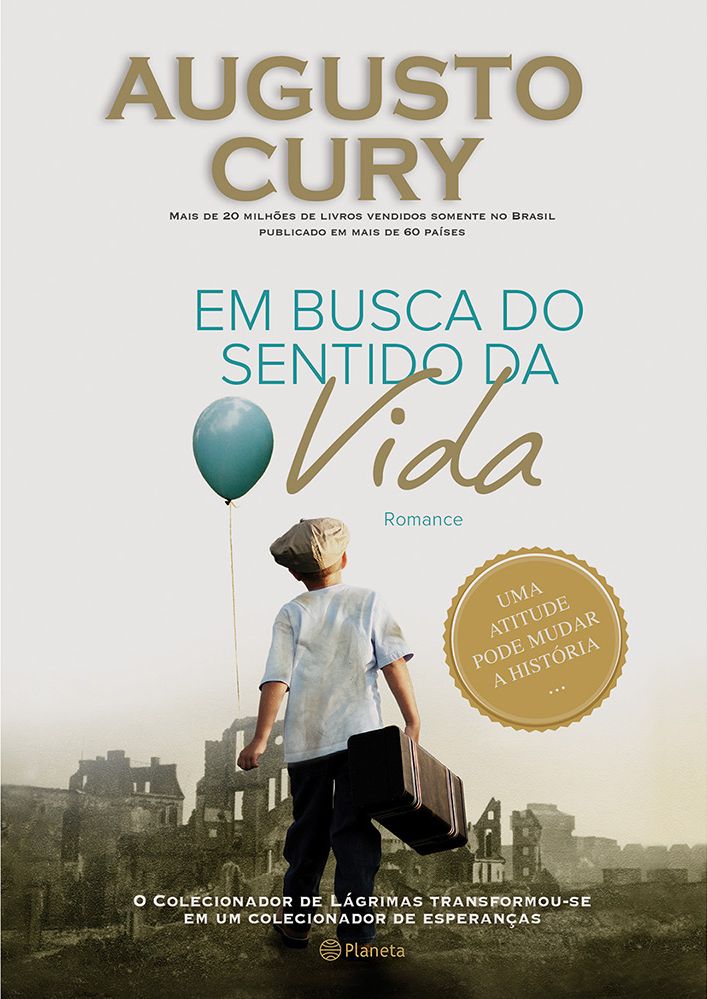 AUGUSTO
CURY
MAIS DE 20 MILHÕES DE LIVROS VENDIDOS SOMENTE NO BRASIL
PUBLICADO EM MAIS DE 60 PAÍSES
EM BUSCA DO
SENTIDO DA
Vida
Romance
UMA
ATITUDE
PODE MUDAR
A HISTÓRIA
...
O COLECIONADOR DE LÁGRIMAS TRANSFORMOU-SE
EM UM COLECIONADOR DE ESPERANÇAS
Planeta